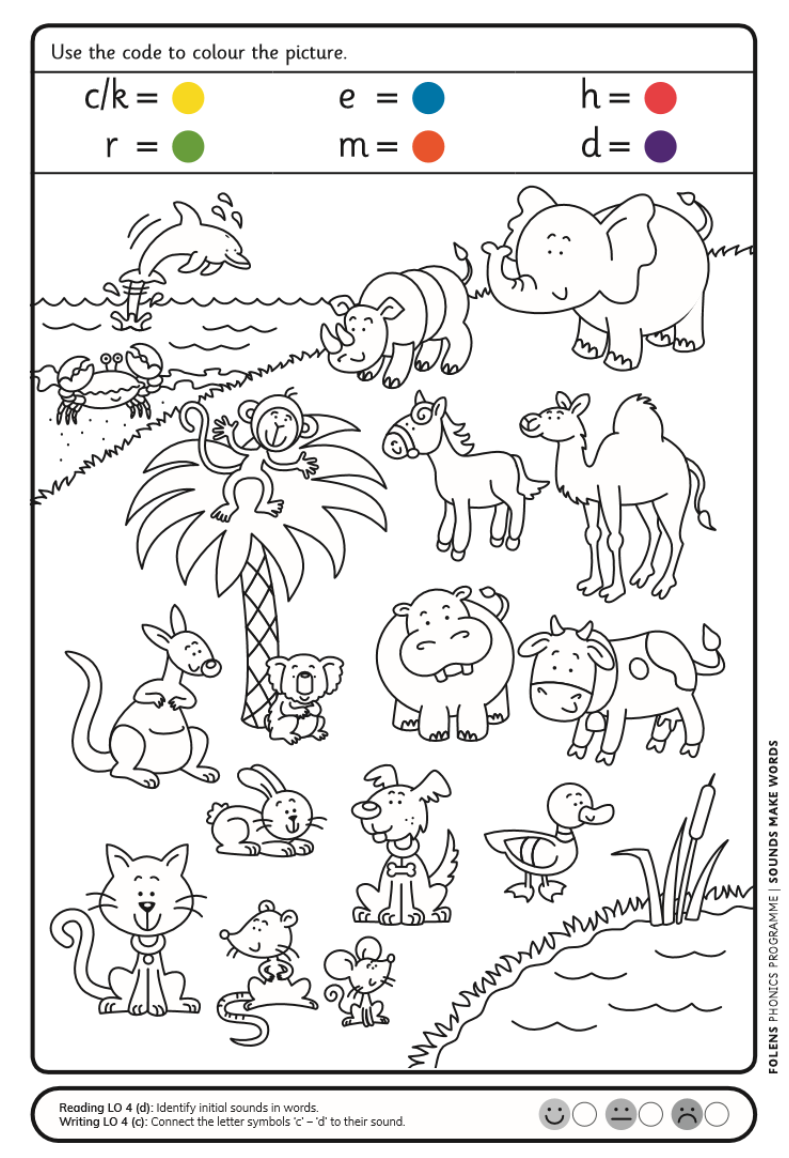 Use the code to colour the picture.
c/k = e = h =
r = m = d =
FOLENS PHONICS PROGRAMME | SOUNDS MAKE WORDS
Reading LO 4 (d): Identify initial sounds in words.
Writing LO 4 (c): Connect the letter symbols ‘c’ – ‘d’ to their sound.